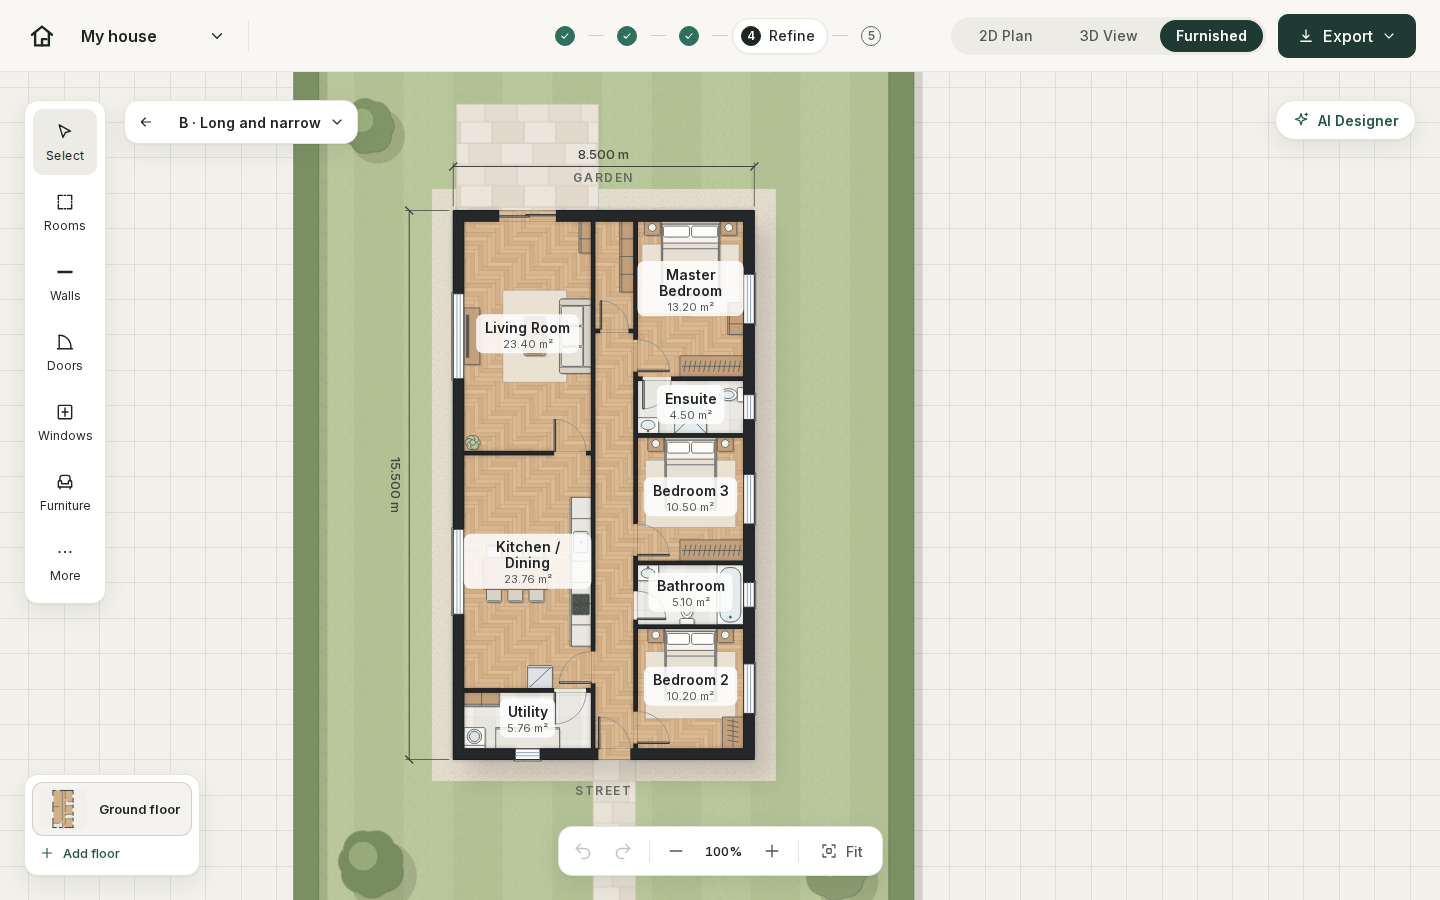 My house
4 Refine
5
2D Plan
3D View
Furnished
Export
Select
Rooms
Walls
Doors
Windows
Furniture
More
B · Long and narrow
AI Designer
8.500 m
GARDEN
15.500 m
Master
Bedroom
13.20 m²
Living Room
23.40 m²
Ensuite
4.50 m²
Bedroom 3
10.50 m²
Kitchen /
Dining
23.76 m²
Bathroom
5.10 m²
Bedroom 2
10.20 m²
Utility
5.76 m²
STREET
Ground floor
Add floor
100%
Fit